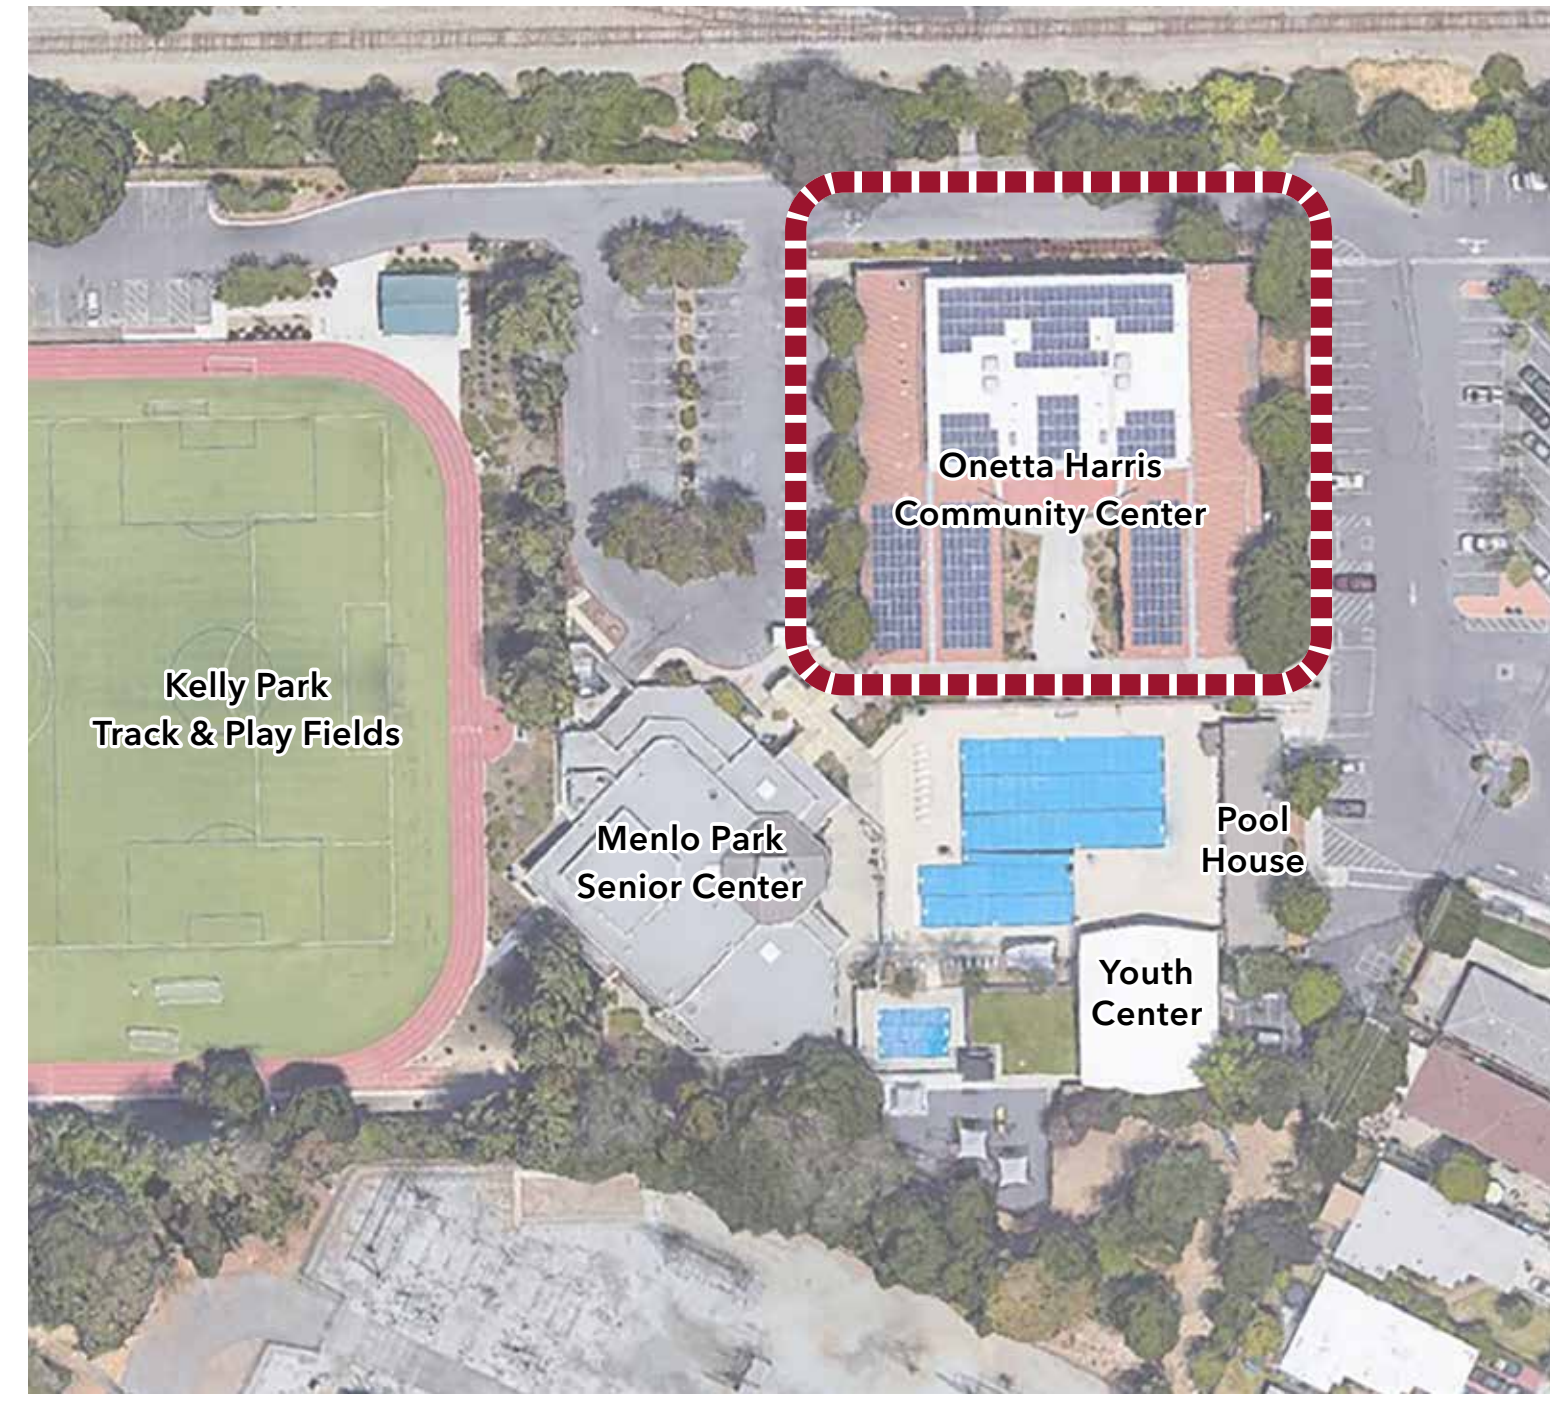 Onetta Harris
Community Center
Kelly Park
Track & Play Fields
Menlo Park
Senior Center
Pool
House
Youth
Center